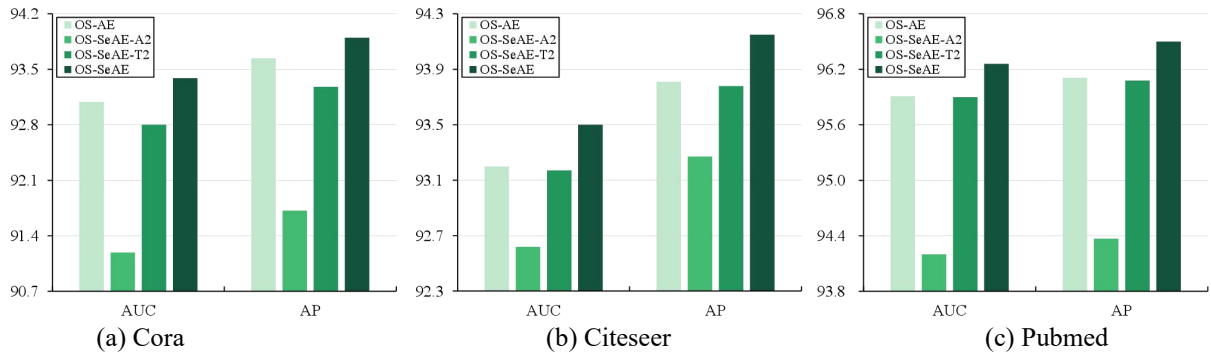 94.2
93.5
92.8
92.1
91.4
90.7
OS-AE
OS-SeAE-A2
OS-SeAE-T2
OS-SeAE
AUC AP
(a) Cora
94.3
93.9
93.5
93.1
92.7
92.3
OS-AE
OS-SeAE-A2
OS-SeAE-T2
OS-SeAE
AUC AP
(b) Citeseer
96.8
96.2
95.6
95.0
94.4
93.8
OS-AE
OS-SeAE-A2
OS-SeAE-T2
OS-SeAE
AUC AP
(c) Pubmed